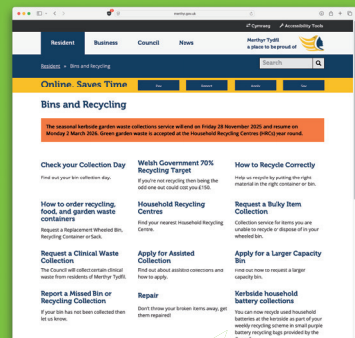 merthyr.gov.uk
Cymraeg
Accessibility Tools
Resident
Business
Council
News
Merthyr Tydfil
a place to be proud of
Resident » Bins and Recycling
Search
Online. Saves Time
Bins and Recycling
The seasonal kerbside garden waste collections service will end on Friday 28 November 2025 and resume on
Monday 2 March 2026. Green garden waste is accepted at the Household Recycling Centres (HRCs) year round.
Check your Collection Day
Find out your bin collection day.
Welsh Government 70%
Recycling Target
If you're not recycling then being the
odd one out could cost you £150.
How to Recycle Correctly
Help us recycle by putting the right
material in the right container or bin.
How to order recycling,
food, and garden waste
containers
Request a Replacement Wheeled Bin,
Recycling Container or Sack.
Household Recycling
Centres
Find your nearest Household Recycling
Centre.
Request a Bulky Item
Collection
Collection service for items you are
unable to recycle or dispose of in your
wheeled bin.
Request a Clinical Waste
Collection
The Council will collect certain clinical
waste from residents of Merthyr Tydfil.
Apply for Assisted
Collection
Find out about assisted collections and
how to apply.
Apply for a Larger Capacity
Bin
Find out how to request a larger
capacity bin.
Report a Missed Bin or
Recycling Collection
If your bin has not been collected then
let us know.
Repair
Don't throw your broken items away, get
them repaired!
Kerbside household
battery collections
You can now recycle used household
batteries at the kerbside as part of your
weekly recycling scheme in small purple
battery recycling bags provided by the